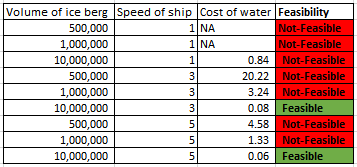 Volume of ice berg Speed of ship Cost of water Feasibility
500,000 1 NA Not-Feasible
1,000,000 1 NA Not-Feasible
10,000,000 1 0.84 Not-Feasible
500,000 3 20.22 Not-Feasible
1,000,000 3 3.24 Not-Feasible
10,000,000 3 0.08 Feasible
500,000 5 4.58 Not-Feasible
1,000,000 5 1.33 Not-Feasible
10,000,000 5 0.06 Feasible